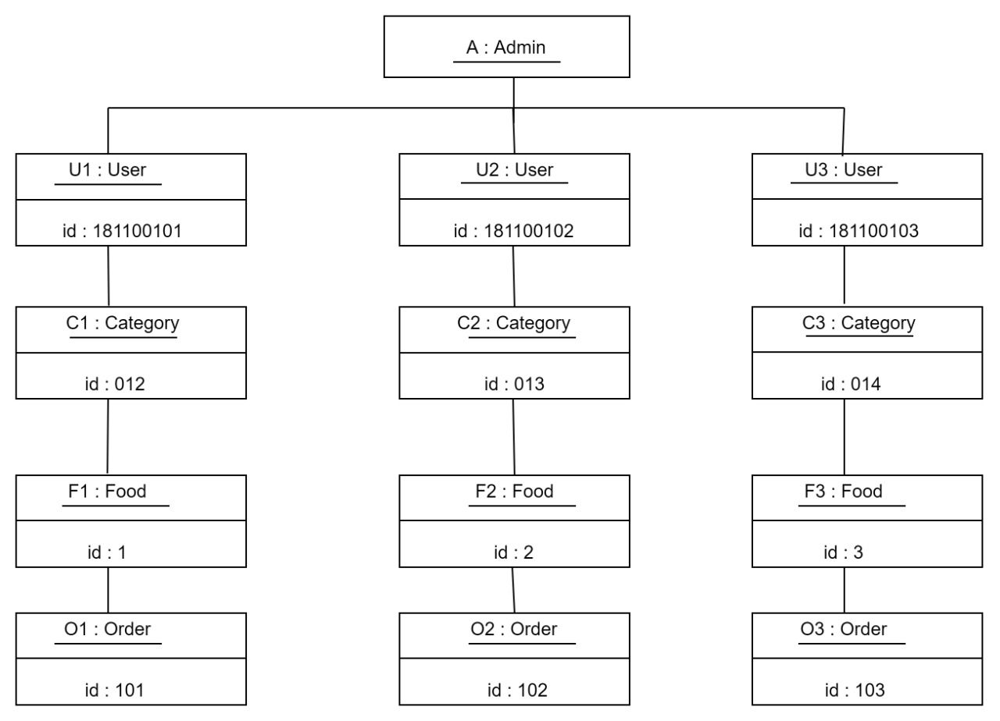 A : Admin
U1 : User
U2 : User
U3 : User
id : 181100101
id : 181100102
id : 181100103
C1 : Category
C2 : Category
C3 : Category
id : 012
id : 013
id : 014
F1 : Food
F2 : Food
F3 : Food
id : 1
id : 2
id : 3
O1 : Order
O2 : Order
O3 : Order
id : 101
id : 102
id : 103